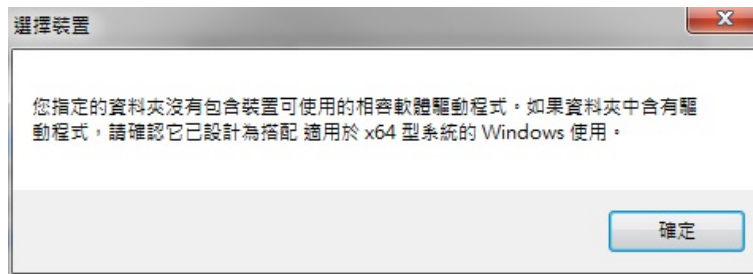 選擇裝置
您指定的資料夾沒有包含裝置可使用的相容軟體驅動程式。如果資料夾中含有驅
動程式，請確認它已設計為搭配 適用於 x64 型系統的 Windows 使用。
確定